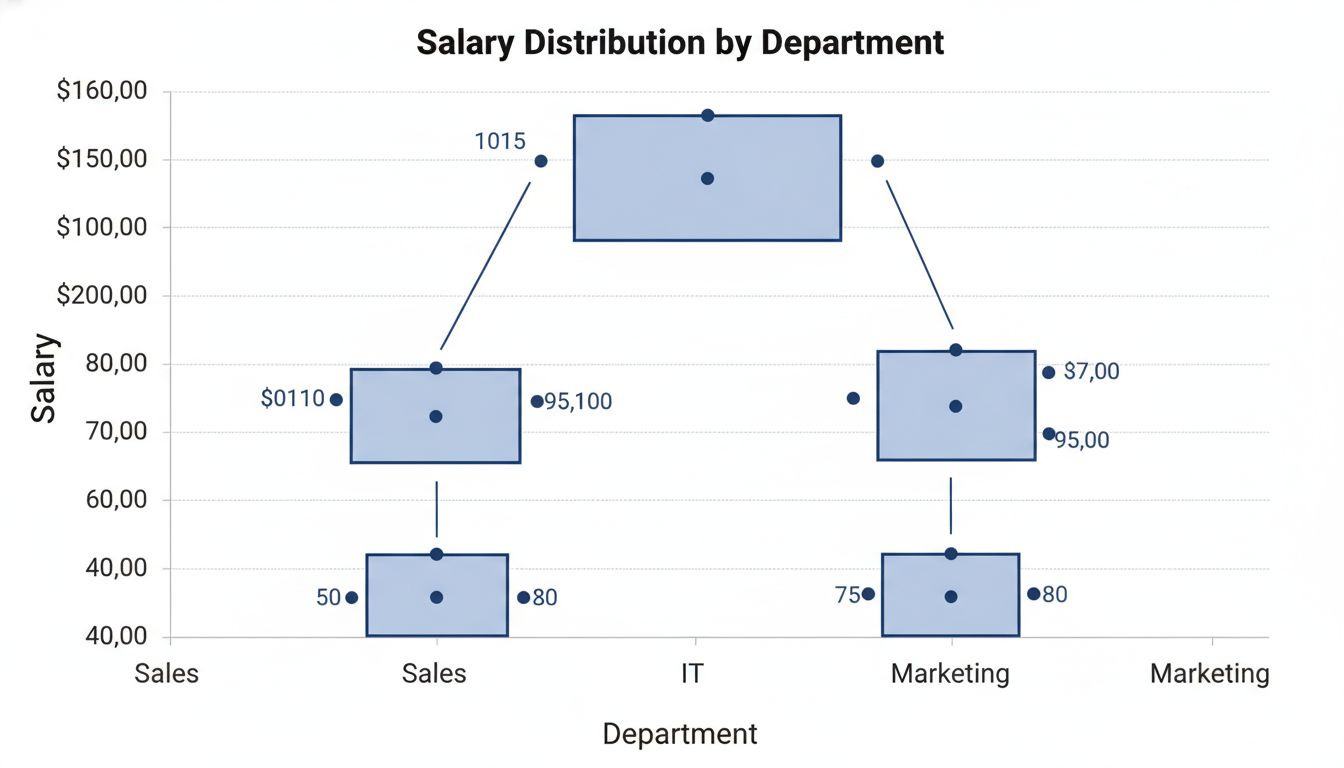 Salary Distribution by Department
$160,00
1015
$150,00
$100,00
$200,00
Salary
80,00
$7,00
$0110
95,100
70,00
95,00
60,00
40,00
50
80
75
80
40,00
Sales
Sales
IT
Marketing
Marketing
Department